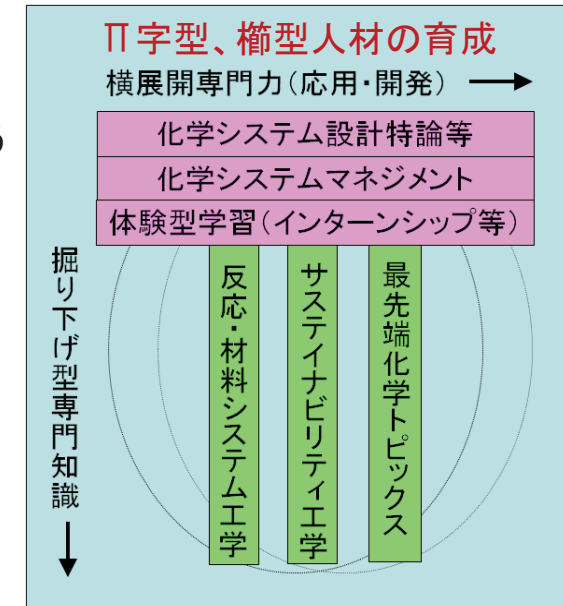 Π字型、櫛型人材の育成
横展開専門力(応用・開発)
化学システム設計特論等
化学システムマネジメント
体験型学習(インターンシップ等)
掘り下げ型専門知識
反応・材料システム工学
サステイナビリティ工学
最先端化学トピックス